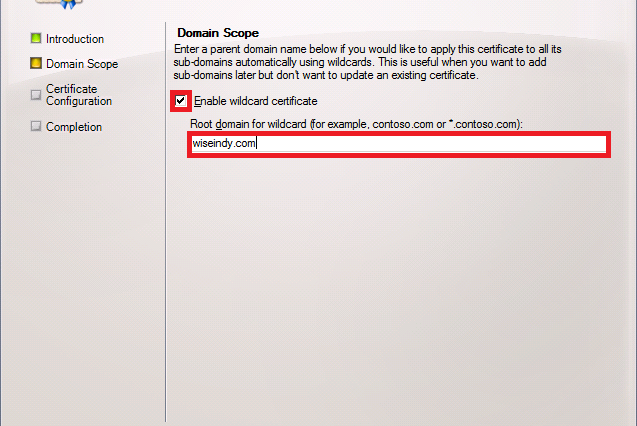 Introduction
Domain Scope
Certificate
Configuration
Completion
Domain Scope
Enter a parent domain name below if you would like to apply this certificate to all its
sub-domains automatically using wildcards. This is useful when you want to add
sub-domains later but don't want to update an existing certificate.
Enable wildcard certificate
Root domain for wildcard (for example, contoso.com or *.contoso.com):
wiseindy.com